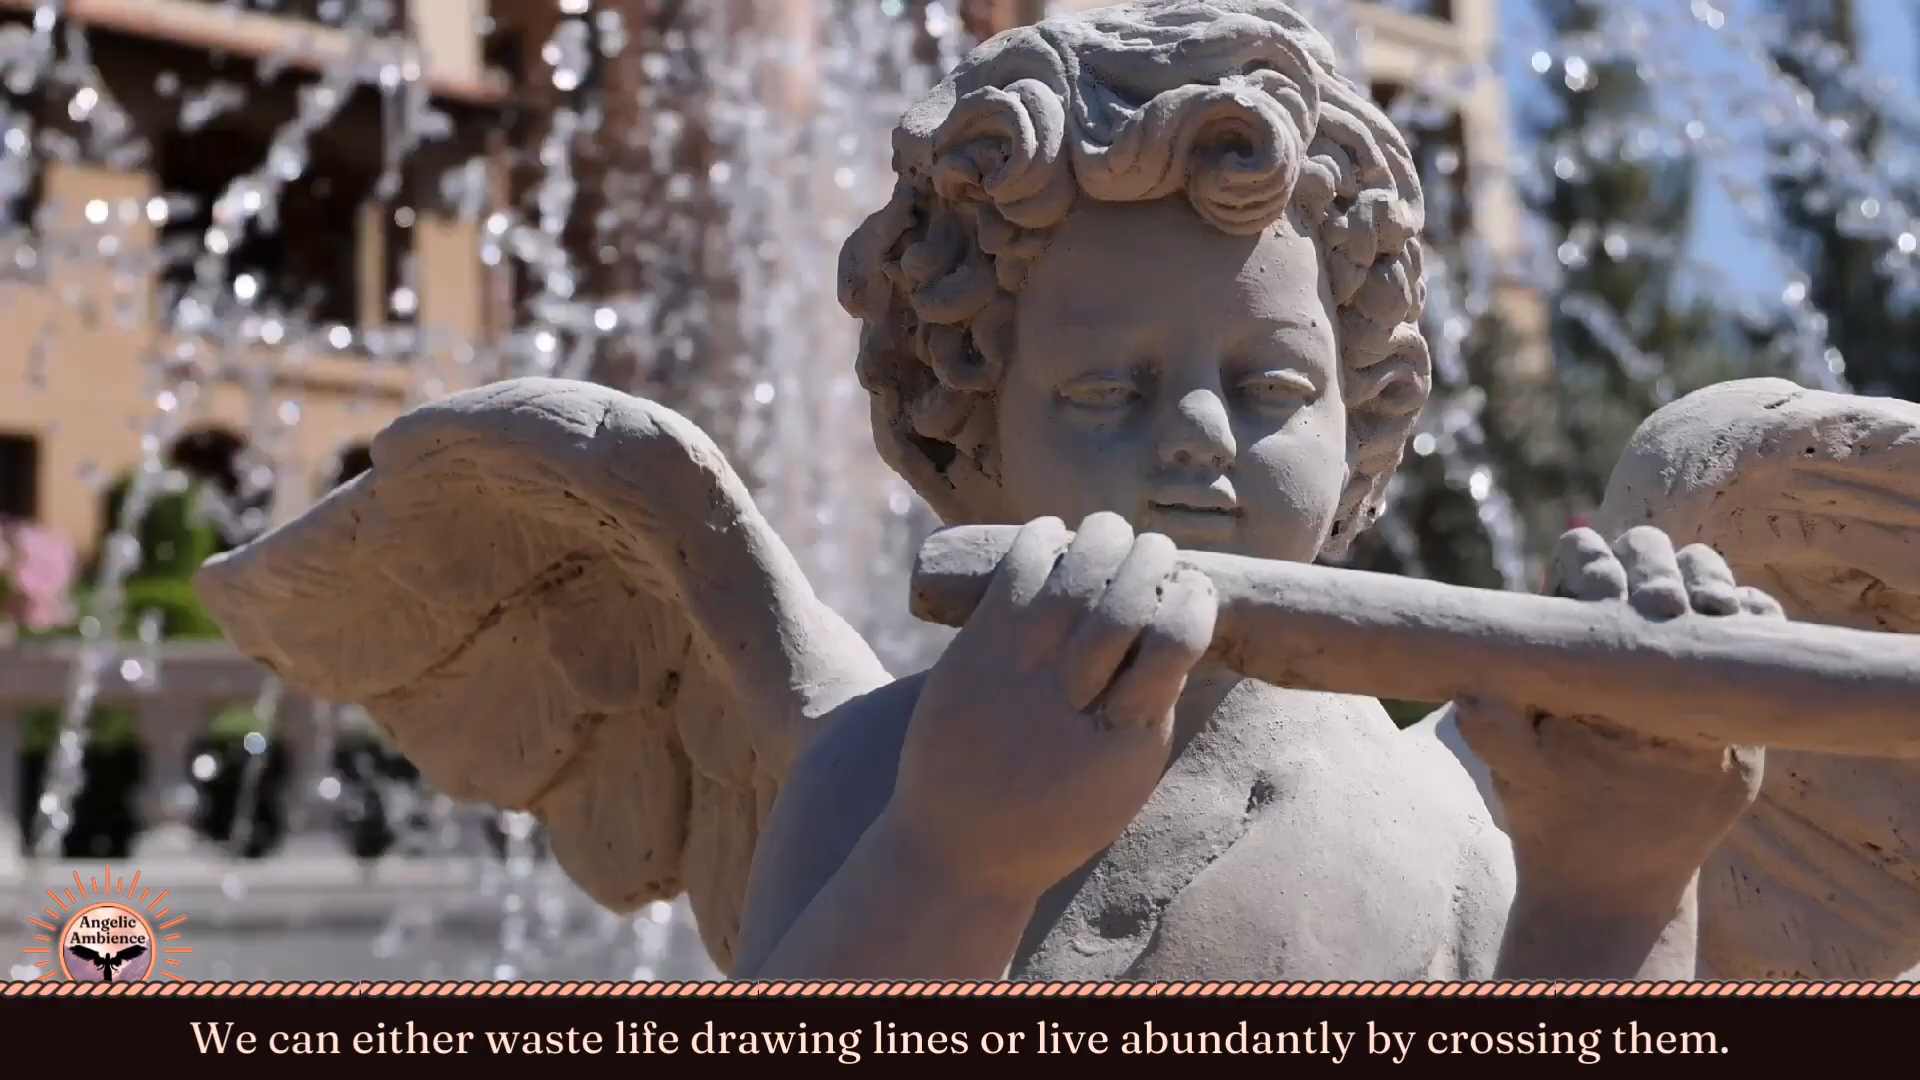 Angelic
Ambience
We can either waste life drawing lines or live abundantly by crossing them.